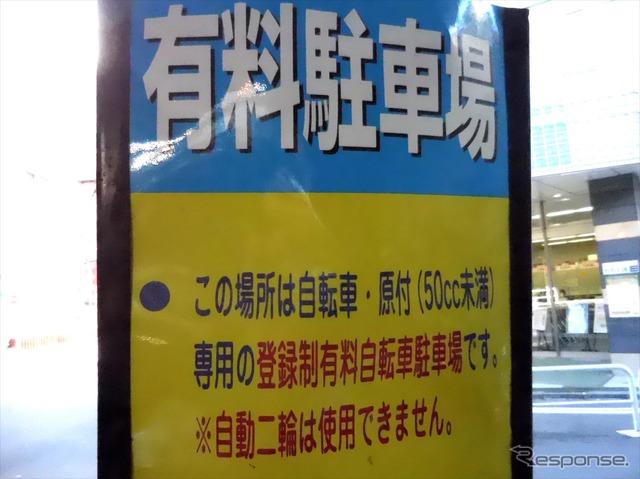 有料駐車場
● この場所は自転車・原付(50cc未満)
専用の登録制有料自転車駐車場です。
※自動二輪は使用できません。
Response.